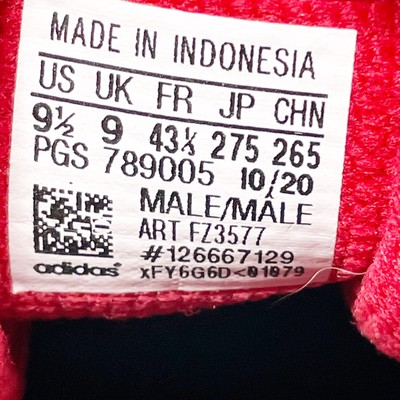 MADE IN INDONESIA
US UK FR JP CHN
9½ 9 43⅓ 275 265
PGS 789005 10/20
MALE/MÂLE
ART FZ3577
#126667129
adidas® xFY6G6D<01079